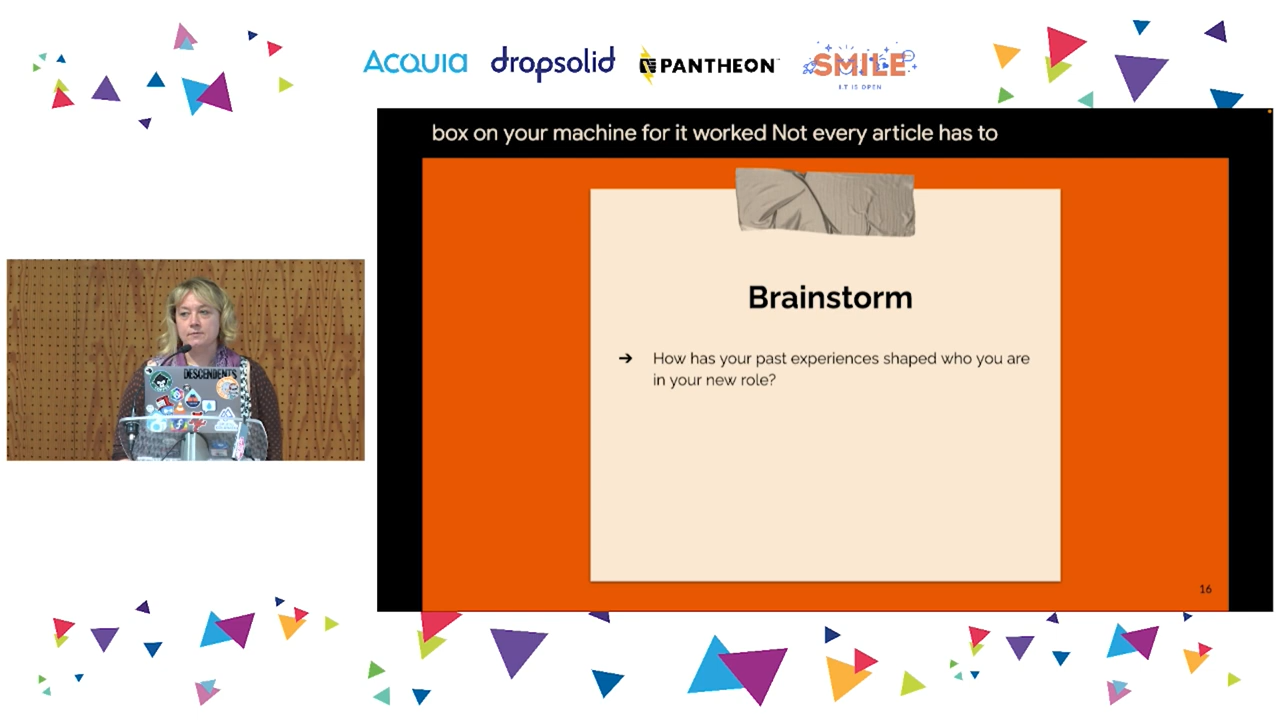 Acquia
dropsolid
PANTHEON
SMILE
I.T IS OPEN
box on your machine for it worked Not every article has to
Brainstorm
➔ How has your past experiences shaped who you are
in your new role?
DESCENDENTS
16